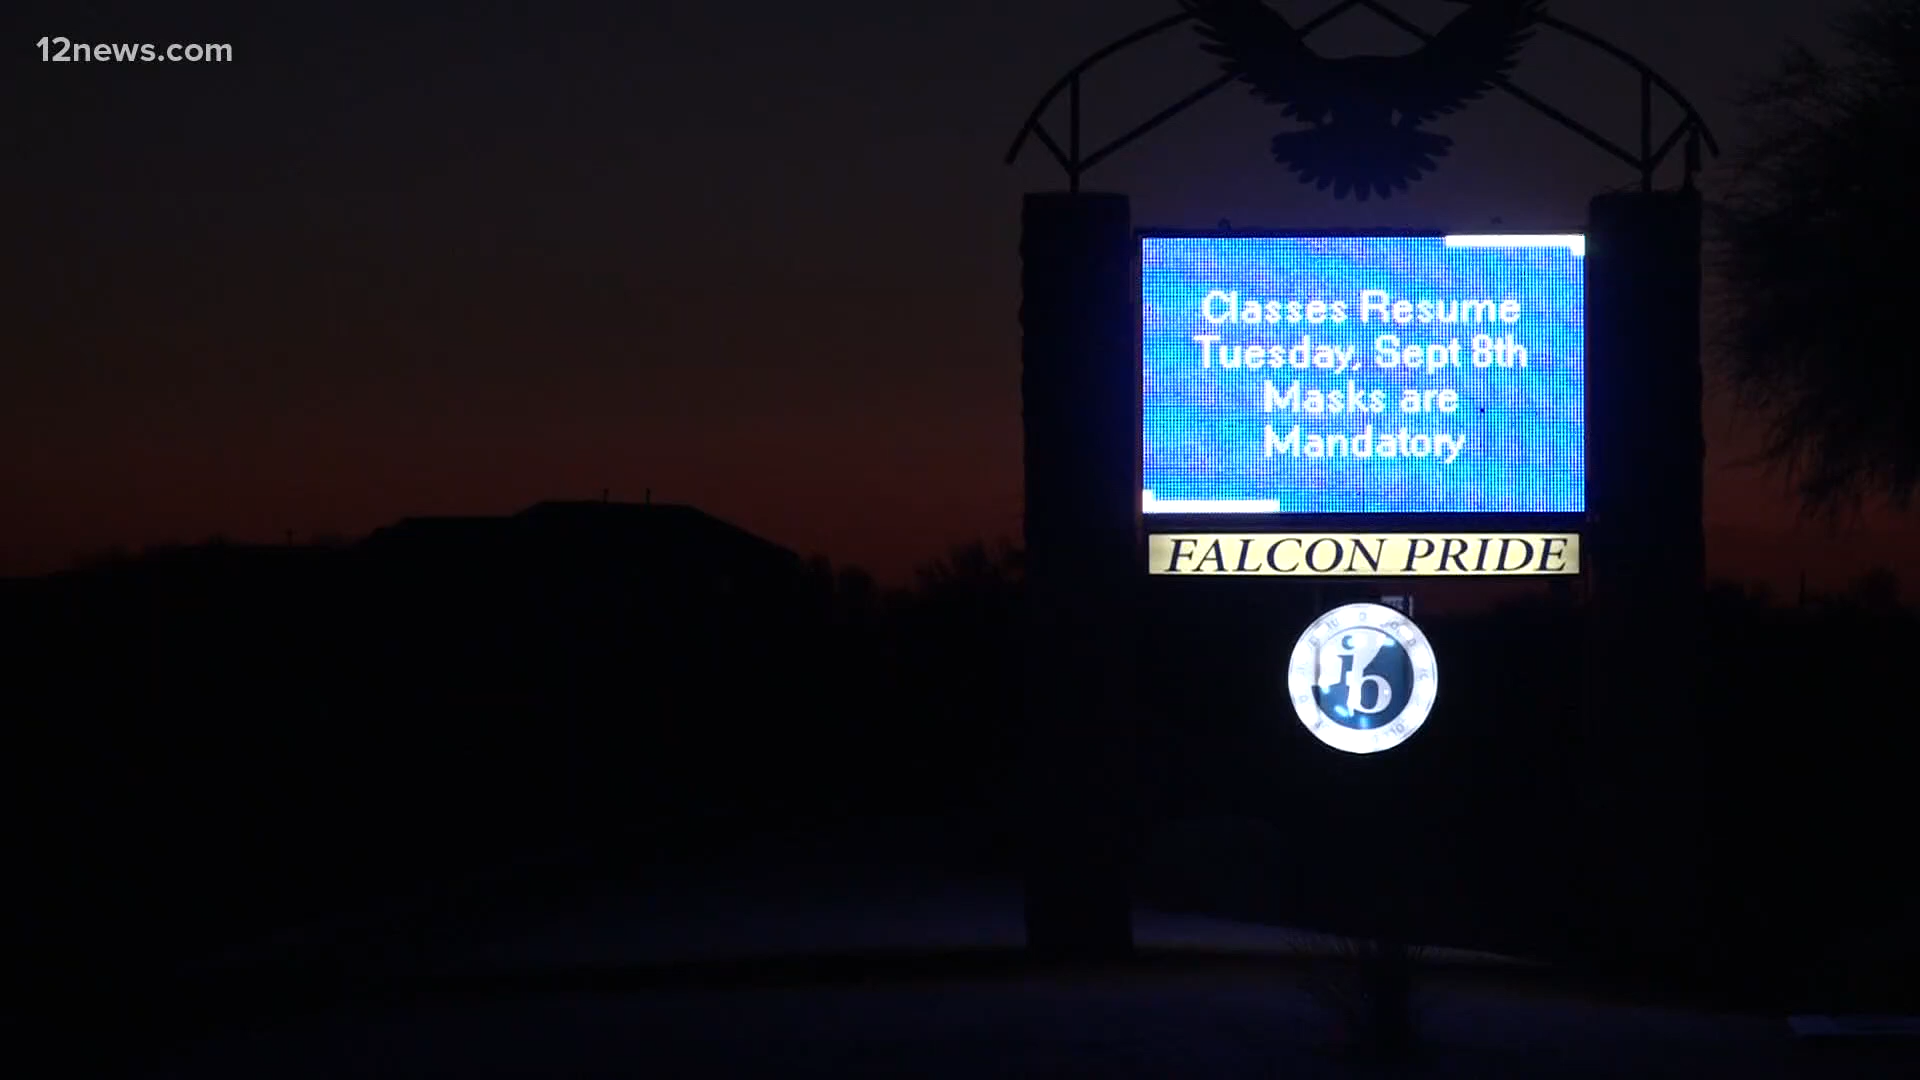 12news.com
Classes Resume
Tuesday, Sept 8th
Masks are
Mandatory
FALCON PRIDE
ib